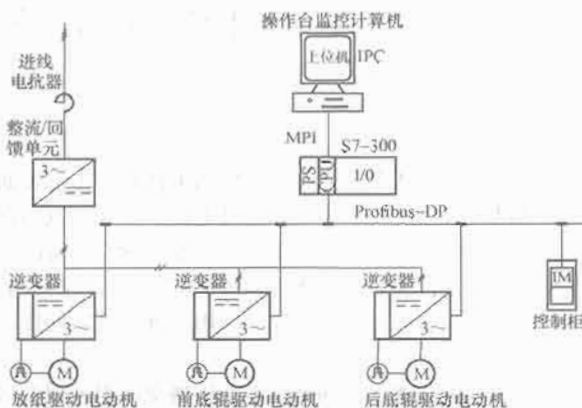 操作台监控计算机
上位机
IPC
进线
电抗器
整流/回
馈单元
3～
MPI
S7-300
PS
CPU
I/0
Profibus-DP
逆变器
3～
逆变器
3～
逆变器
3～
IM
控制柜
M
M
M
放纸驱动电动机
前底辊驱动电动机
后底辊驱动电动机